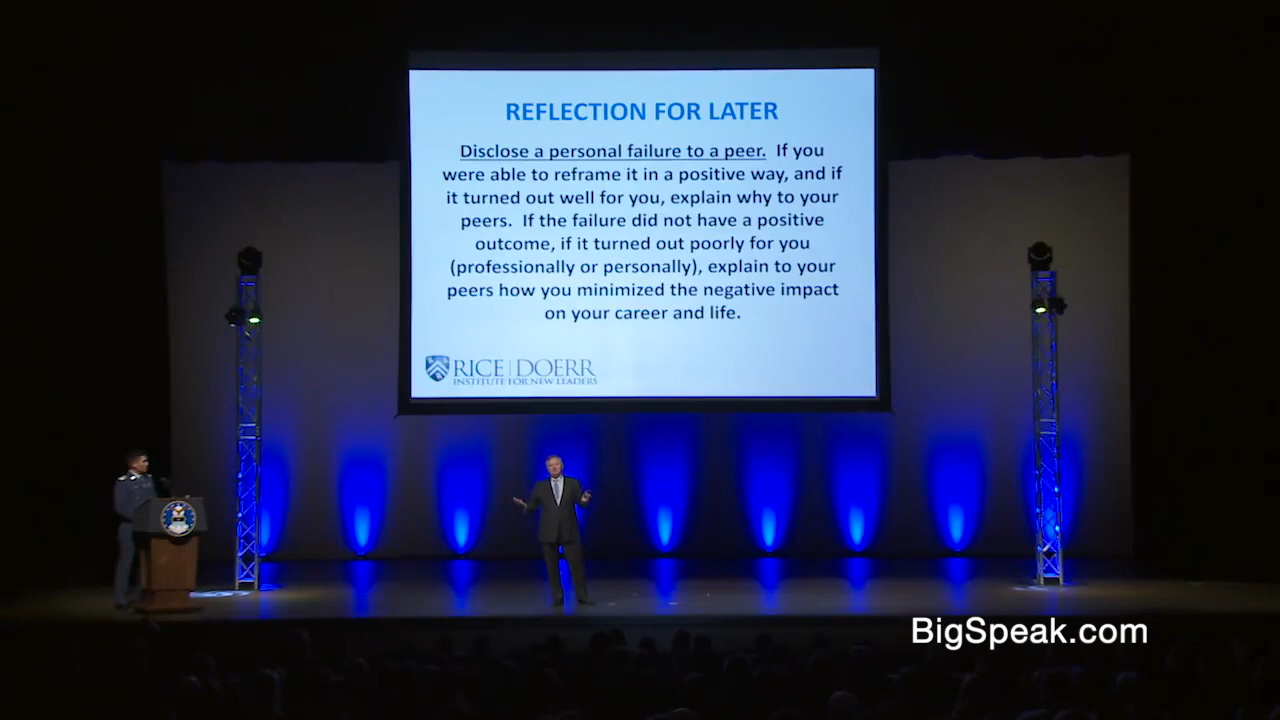 REFLECTION FOR LATER
Disclose a personal failure to a peer.  If you
were able to reframe it in a positive way, and if
it turned out well for you, explain why to your
peers.  If the failure did not have a positive
outcome, if it turned out poorly for you
(professionally or personally), explain to your
peers how you minimized the negative impact
on your career and life.
RICE | DOERR
INSTITUTE FOR NEW LEADERS
BigSpeak.com